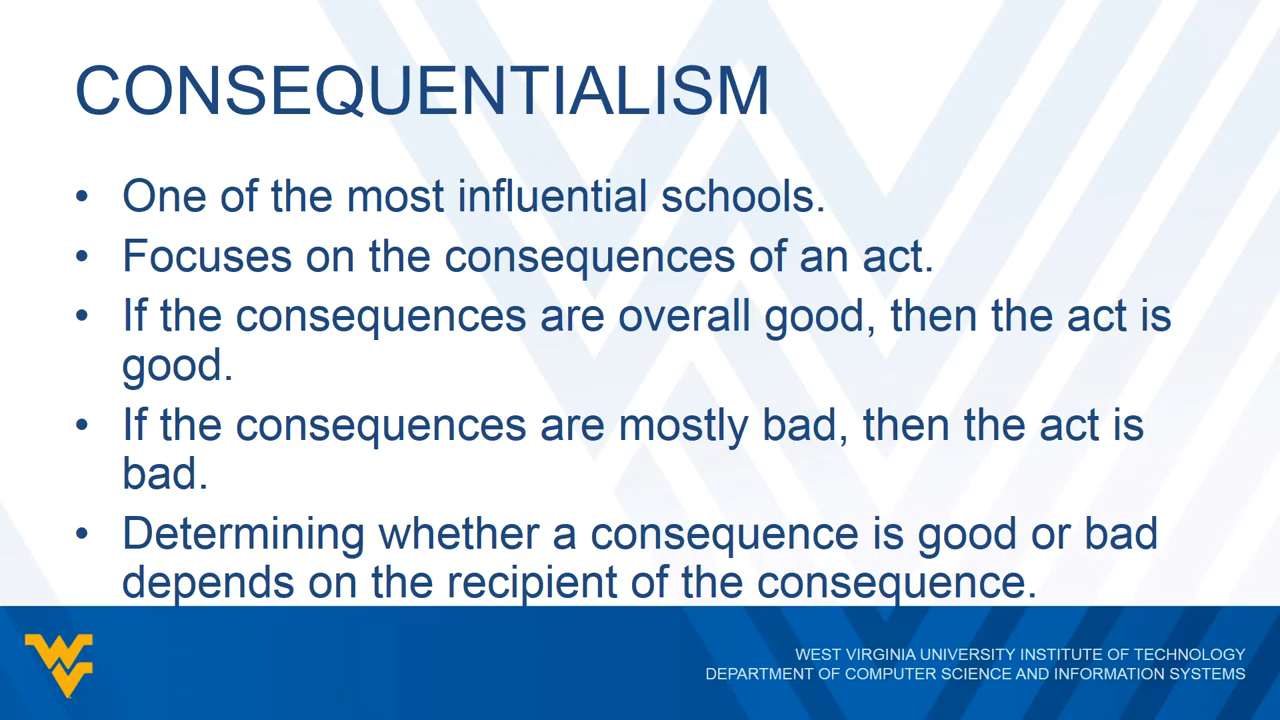 CONSEQUENTIALISM
• One of the most influential schools.
• Focuses on the consequences of an act.
• If the consequences are overall good, then the act is
good.
• If the consequences are mostly bad, then the act is
bad.
• Determining whether a consequence is good or bad
depends on the recipient of the consequence.
WV
WEST VIRGINIA UNIVERSITY INSTITUTE OF TECHNOLOGY
DEPARTMENT OF COMPUTER SCIENCE AND INFORMATION SYSTEMS